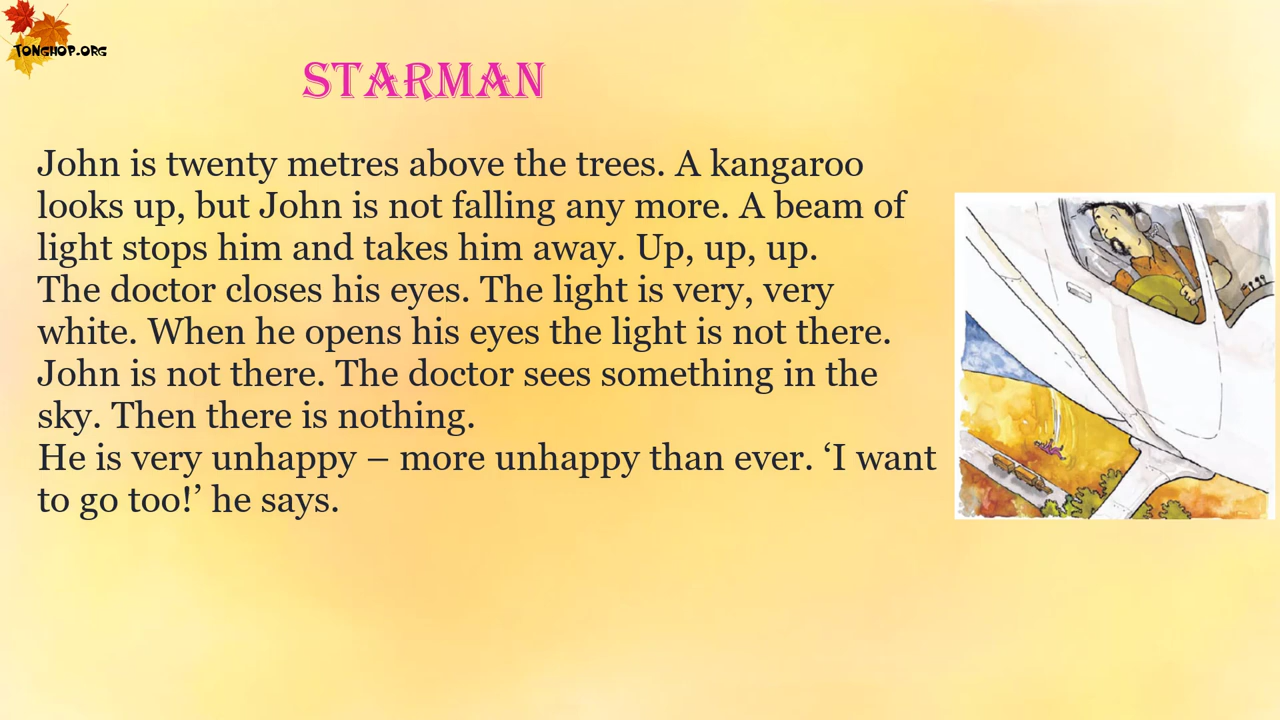 TONGHOP.ORG
STARMAN
John is twenty metres above the trees. A kangaroo
looks up, but John is not falling any more. A beam of
light stops him and takes him away. Up, up, up.
The doctor closes his eyes. The light is very, very
white. When he opens his eyes the light is not there.
John is not there. The doctor sees something in the
sky. Then there is nothing.
He is very unhappy – more unhappy than ever. ‘I want
to go too!’ he says.